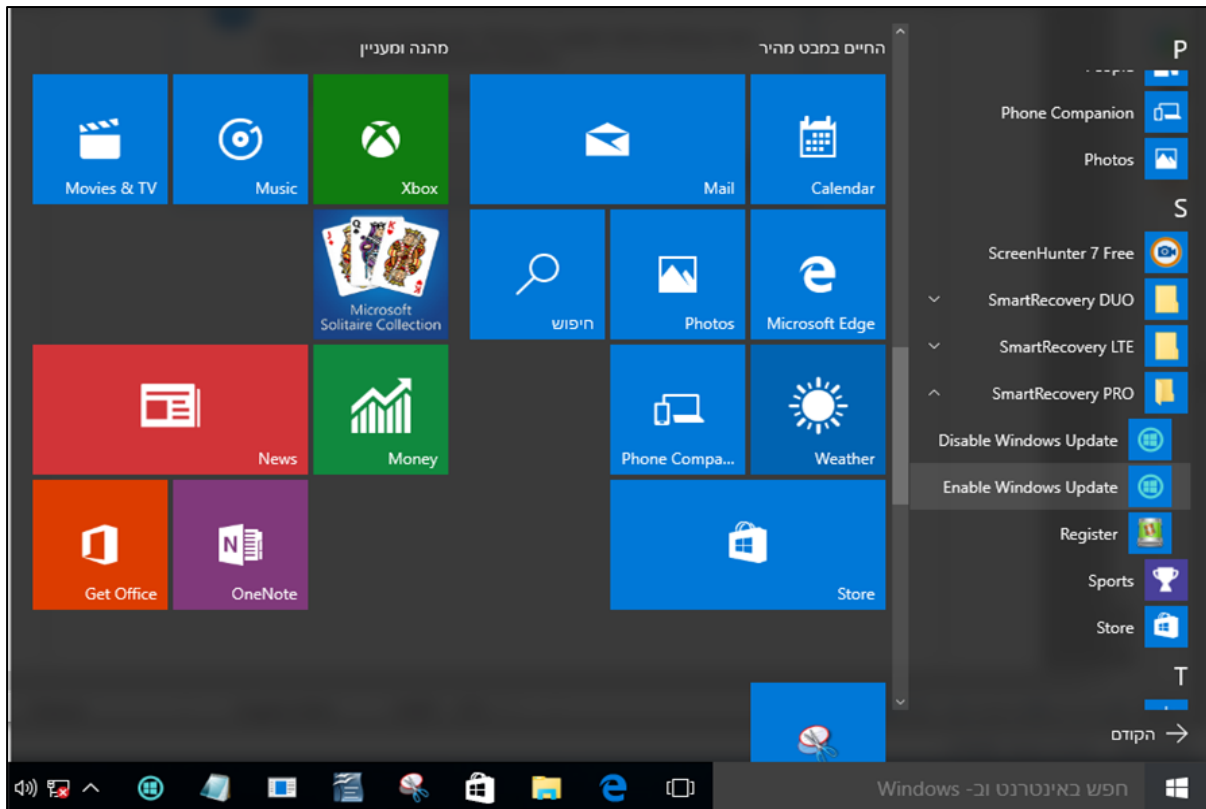 P
People
Phone Companion
Photos
S
ScreenHunter 7 Free
SmartRecovery DUO
SmartRecovery LTE
SmartRecovery PRO
Disable Windows Update
Enable Windows Update
Register
Sports
Store
T
הקודם
החיים במבט מהיר
Calendar
Mail
Microsoft Edge
Photos
חיפוש
Weather
Phone Compa...
Store
מהנה ומעניין
Xbox
Music
Movies & TV
Microsoft
Solitaire Collection
Money
News
OneNote
Get Office
חפש באינטרנט וב- Windows